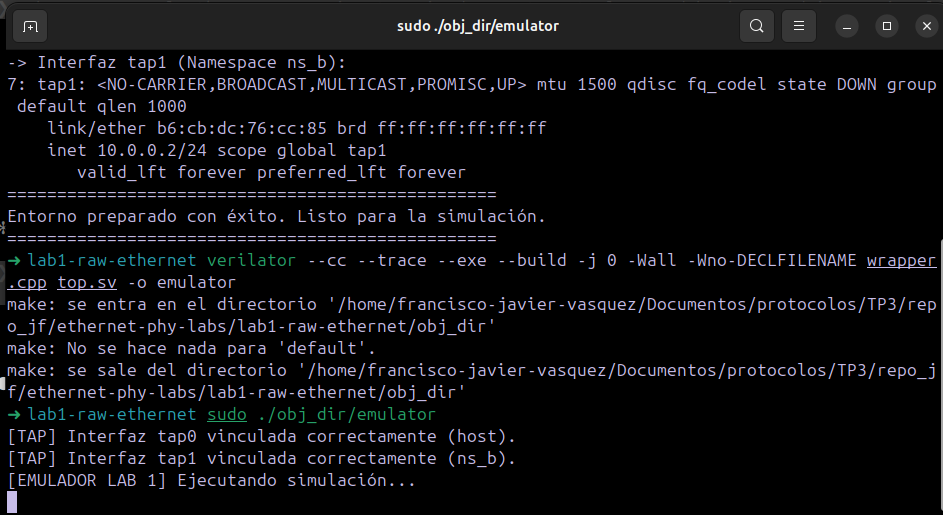 sudo ./obj_dir/emulator
-> Interfaz tap1 (Namespace ns_b):
7: tap1: <NO-CARRIER,BROADCAST,MULTICAST,PROMISC,UP> mtu 1500 qdisc fq_codel state DOWN group
 default qlen 1000
    link/ether b6:cb:dc:76:cc:85 brd ff:ff:ff:ff:ff:ff
    inet 10.0.0.2/24 scope global tap1
       valid_lft forever preferred_lft forever
=================================================
Entorno preparado con éxito. Listo para la simulación.
=================================================
➜ lab1-raw-ethernet verilator --cc --trace --exe --build -j 0 -Wall -Wno-DECLFILENAME wrapper
.cpp top.sv -o emulator
make: se entra en el directorio '/home/francisco-javier-vasquez/Documentos/protocolos/TP3/rep
o_jf/ethernet-phy-labs/lab1-raw-ethernet/obj_dir'
make: No se hace nada para 'default'.
make: se sale del directorio '/home/francisco-javier-vasquez/Documentos/protocolos/TP3/repo_j
f/ethernet-phy-labs/lab1-raw-ethernet/obj_dir'
➜ lab1-raw-ethernet sudo ./obj_dir/emulator
[TAP] Interfaz tap0 vinculada correctamente (host).
[TAP] Interfaz tap1 vinculada correctamente (ns_b).
[EMULADOR LAB 1] Ejecutando simulación...